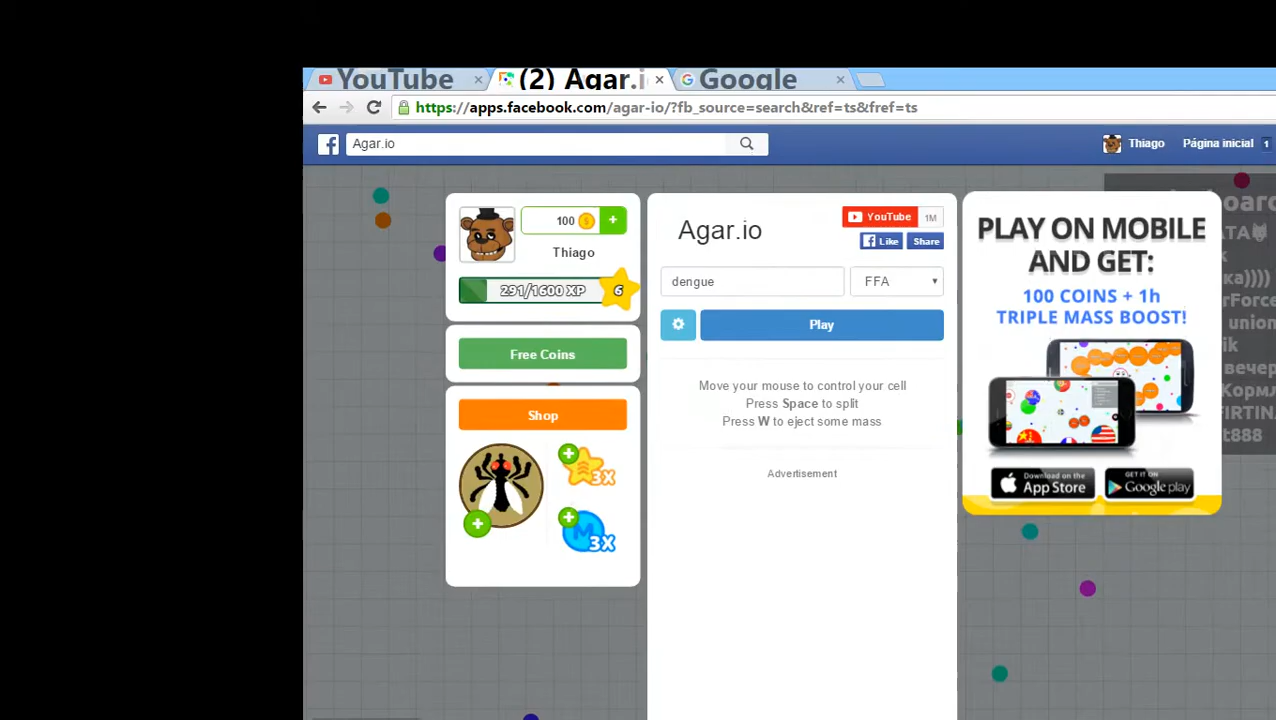 YouTube
(2) Agar.i
Google
https://apps.facebook.com/agar-io/?fb_source=search&ref=ts&fref=ts
Agar.io
Thiago
Página inicial
1
100
Thiago
291/1600 XP
6
Free Coins
Shop
3X
M
3X
Agar.io
YouTube
1M
Like
Share
dengue
FFA
Play
Move your mouse to control your cell
Press Space to split
Press W to eject some mass
Advertisement
PLAY ON MOBILE
AND GET:
100 COINS + 1h
TRIPLE MASS BOOST!
Download on the
App Store
GET IT ON
Google play
union
вечер
t888